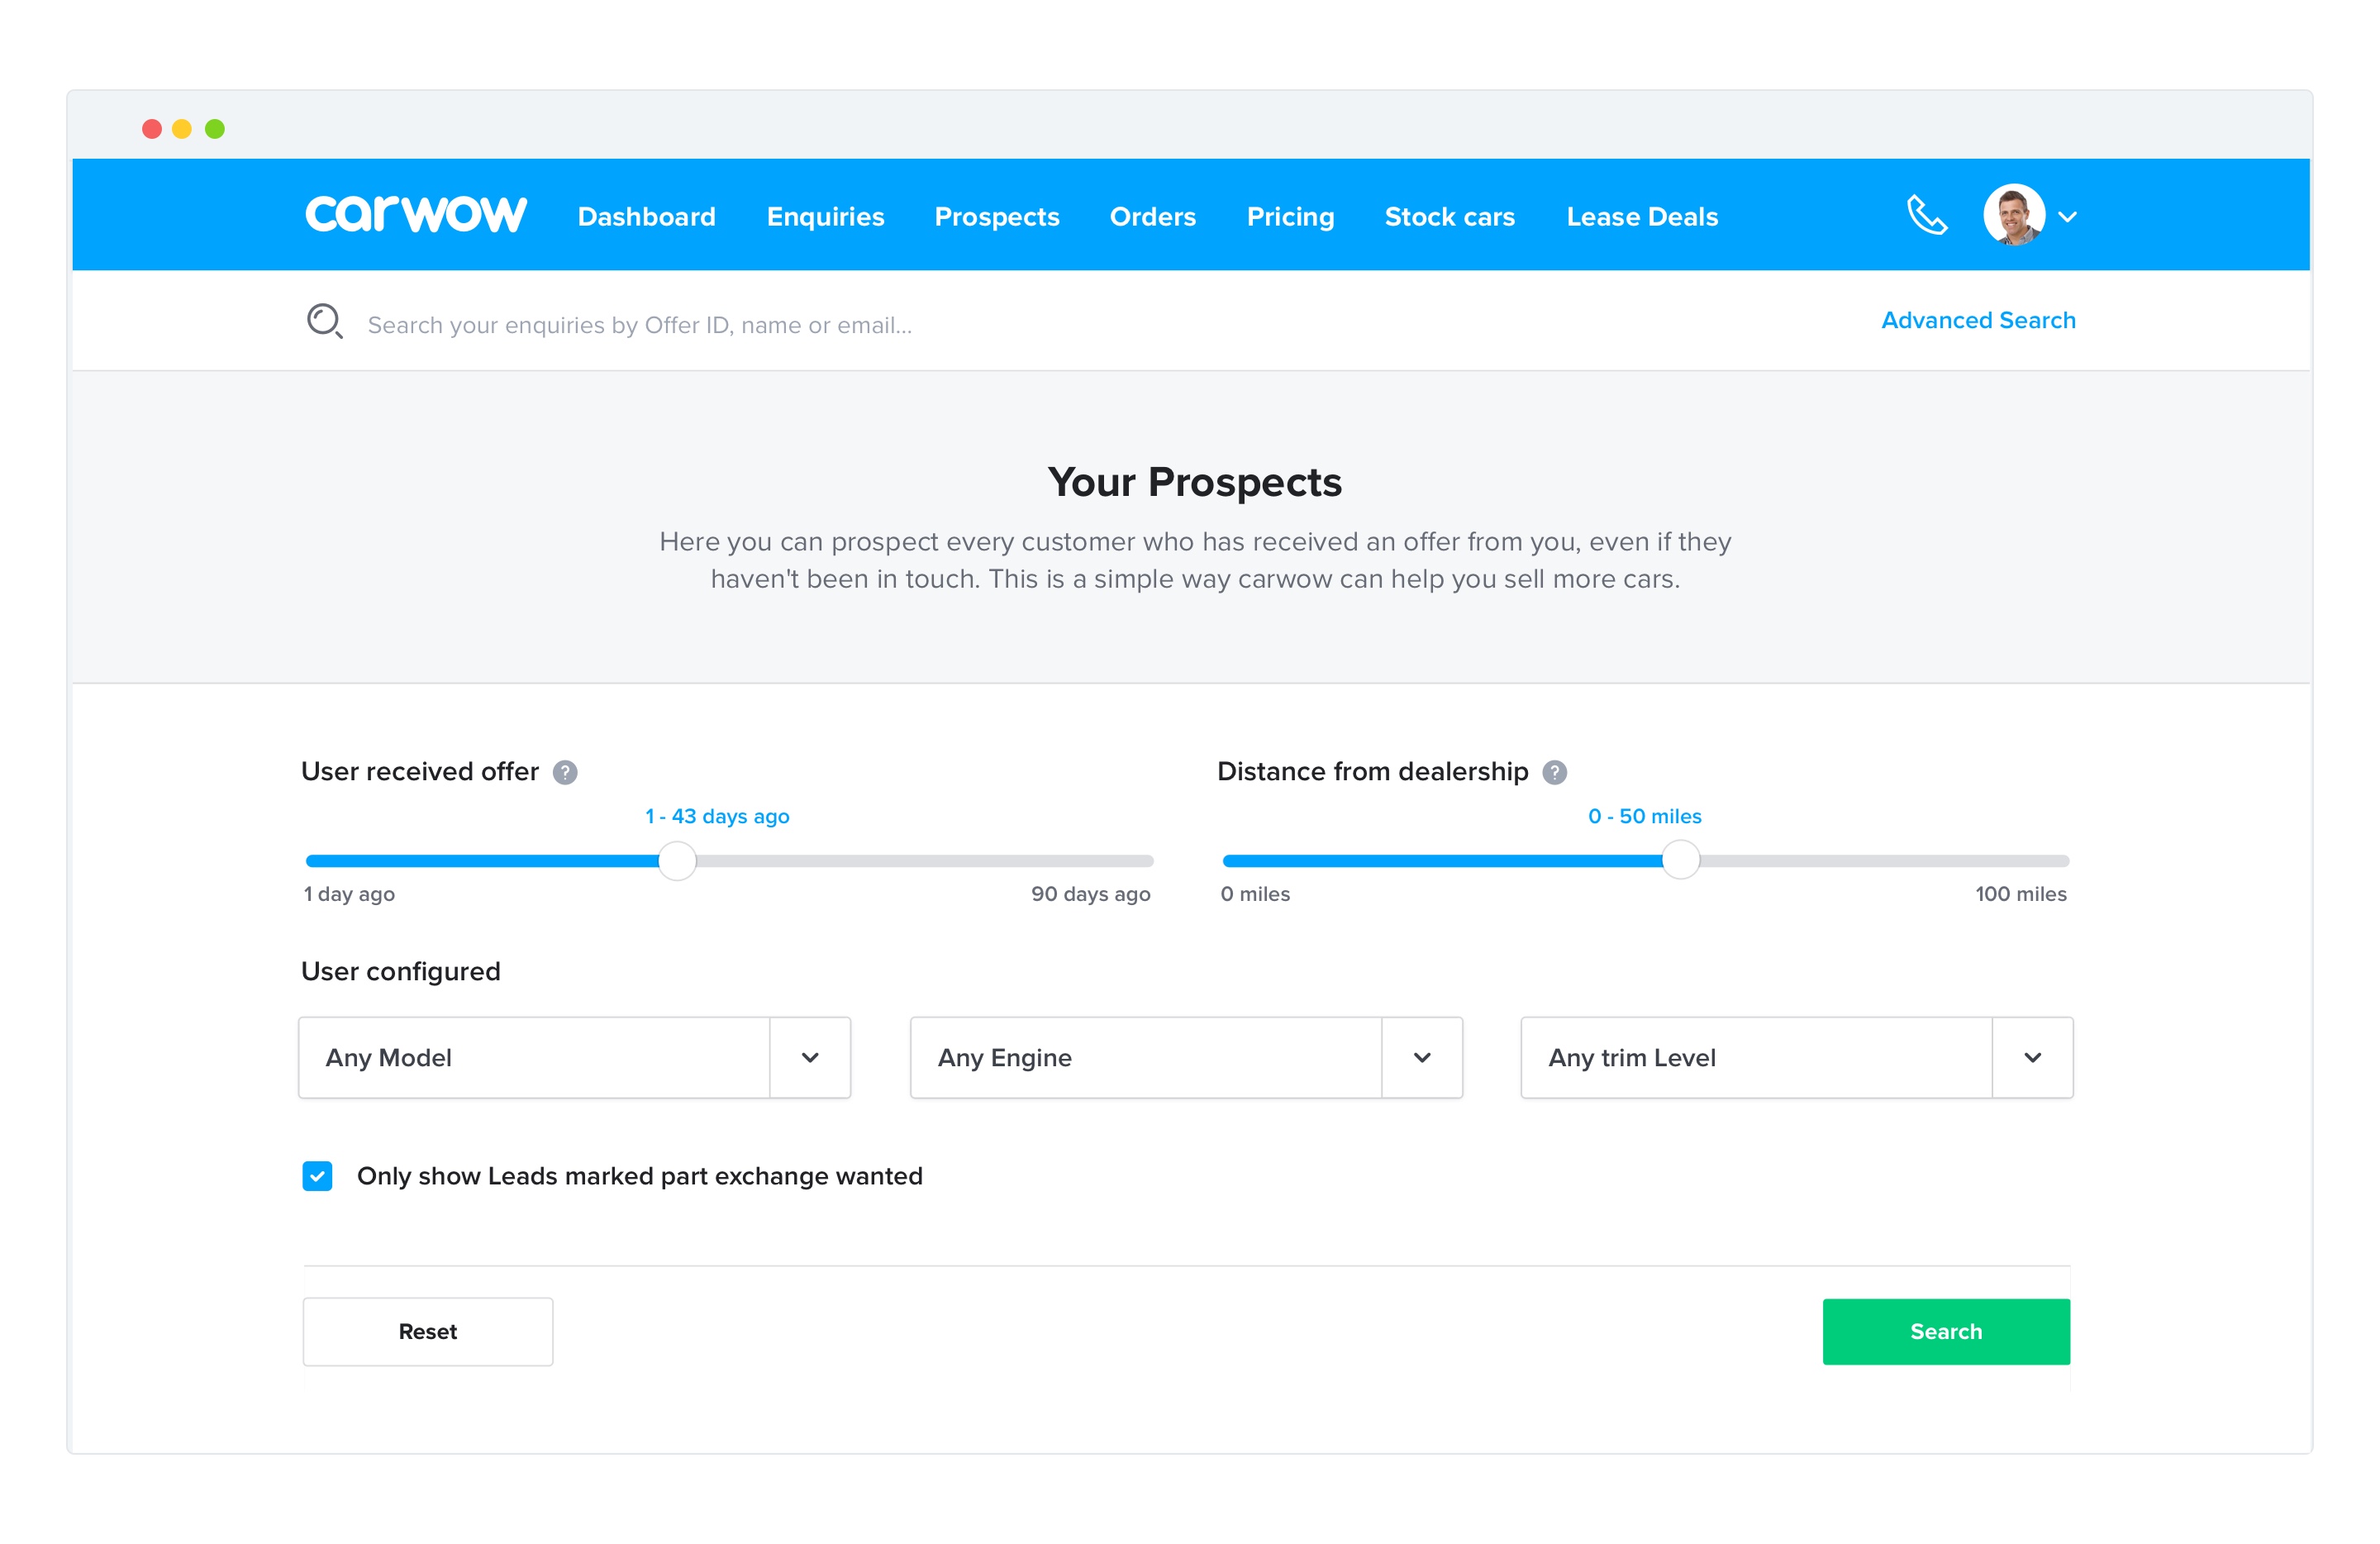 carwow Dashboard Enquiries Prospects Orders Pricing Stock cars Lease Deals
Search your enquiries by Offer ID, name or email... Advanced Search
Your Prospects
Here you can prospect every customer who has received an offer from you, even if they
haven't been in touch. This is a simple way carwow can help you sell more cars.
User received offer ? Distance from dealership ?
1 - 43 days ago 0 - 50 miles
1 day ago 90 days ago 0 miles 100 miles
User configured
Any Model Any Engine Any trim Level
Only show Leads marked part exchange wanted
Reset Search